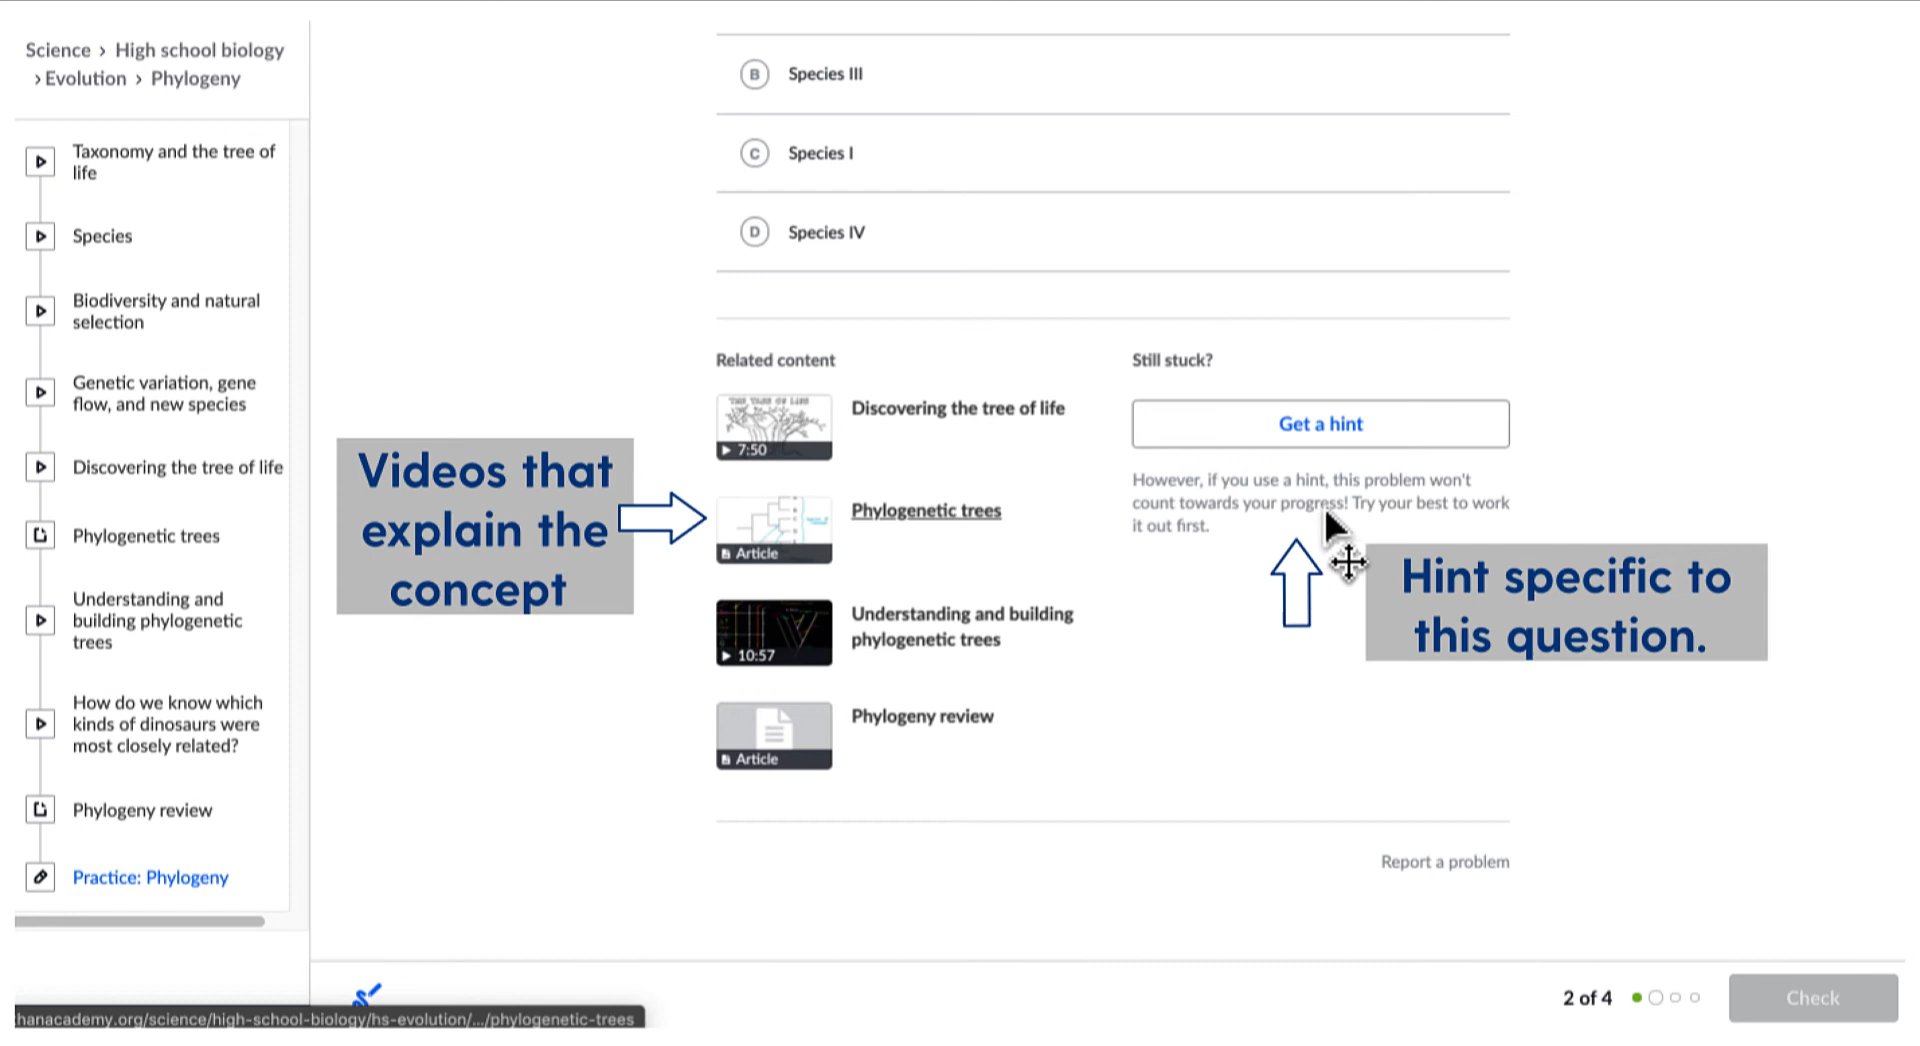 Science › High school biology
› Evolution › Phylogeny
Taxonomy and the tree of
life
Species
Biodiversity and natural
selection
Genetic variation, gene
flow, and new species
Discovering the tree of life
Phylogenetic trees
Understanding and
building phylogenetic
trees
How do we know which
kinds of dinosaurs were
most closely related?
Phylogeny review
Practice: Phylogeny
B Species III
C Species I
D Species IV
Related content
THE TREE OF LIFE
7:50
Discovering the tree of life
Article
Phylogenetic trees
10:57
Understanding and building
phylogenetic trees
Article
Phylogeny review
Still stuck?
Get a hint
However, if you use a hint, this problem won't
count towards your progress! Try your best to work
it out first.
Videos that
explain the
concept
Hint specific to
this question.
Report a problem
2 of 4
Check
hanacademy.org/science/high-school-biology/hs-evolution/.../phylogenetic-trees